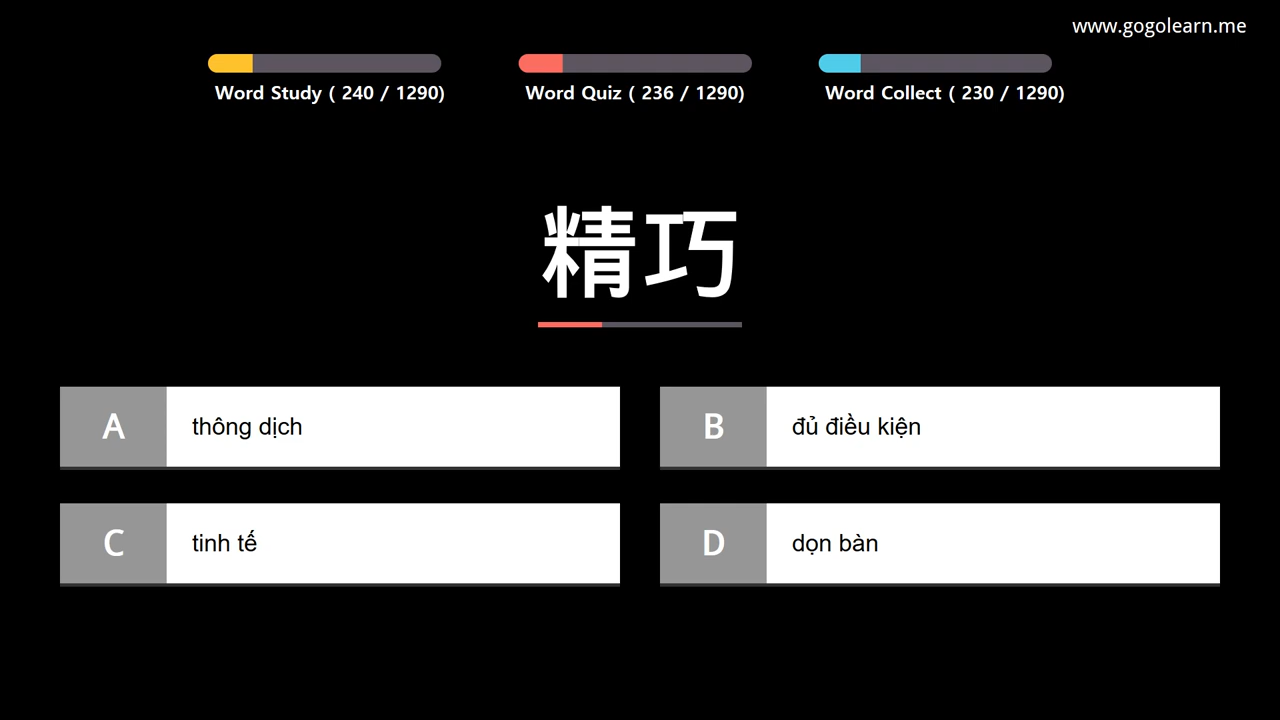 www.gogolearn.me
Word Study ( 240 / 1290)
Word Quiz ( 236 / 1290)
Word Collect ( 230 / 1290)
精巧
A
thông dịch
B
đủ điều kiện
C
tinh tế
D
dọn bàn